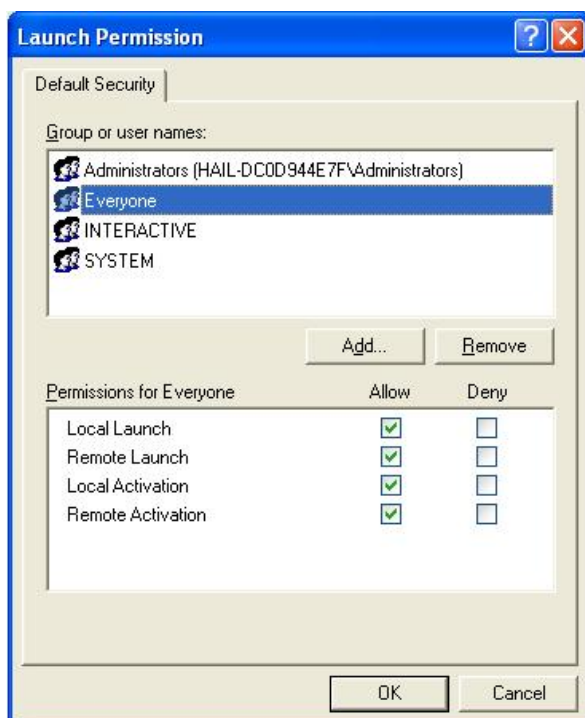 Launch Permission
Default Security
Group or user names:
Administrators (HAIL-DC0D944E7F\Administrators)
Everyone
INTERACTIVE
SYSTEM
Add... Remove
Permissions for Everyone Allow Deny
Local Launch
Remote Launch
Local Activation
Remote Activation
OK Cancel